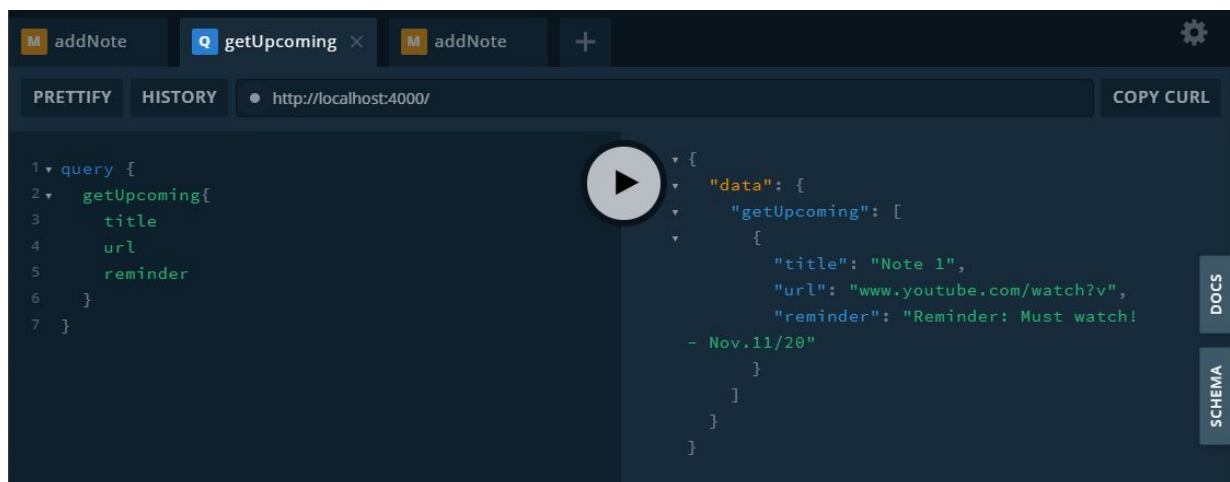 M addNote
Q getUpcoming ×
M addNote
+
PRETTIFY
HISTORY
http://localhost:4000/
COPY CURL
1 query {
2 getUpcoming{
3 title
4 url
5 reminder
6 }
7 }
{
"data": {
"getUpcoming": [
{
"title": "Note 1",
"url": "www.youtube.com/watch?v",
"reminder": "Reminder: Must watch!
- Nov.11/20"
}
]
}
}
DOCS
SCHEMA